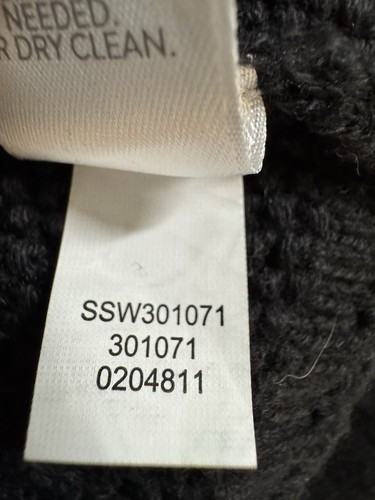 NEEDED.
DRY CLEAN.
SSW301071
301071
0204811